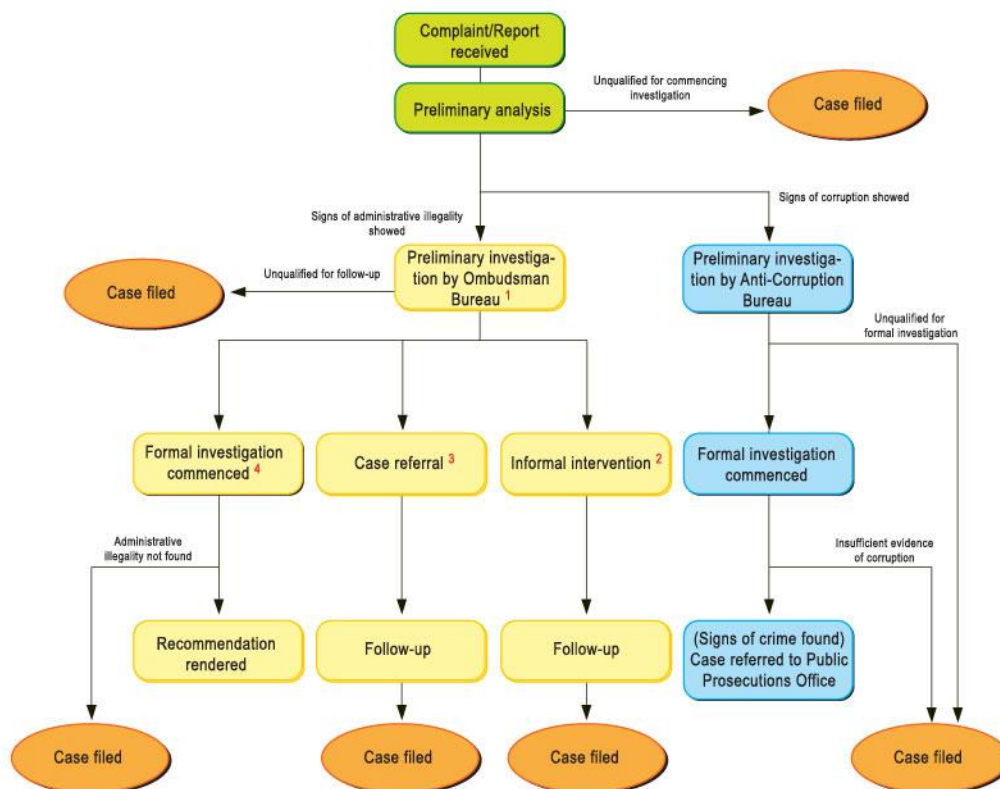 Complaint/Report
received
Unqualified for commencing
investigation
Preliminary analysis
Case filed
Signs of corruption showed
Signs of administrative illegality
showed
Preliminary investiga-
tion by Ombudsman
Bureau 1
Preliminary investiga-
tion by Anti-Corruption
Bureau
Unqualified for follow-up
Case filed
Unqualified for
formal investigation
Formal investigation
commenced 4
Case referral 3
Informal intervention 2
Formal investigation
commenced
Administrative
illegality not found
Insufficient evidence
of corruption
Recommendation
rendered
Follow-up
Follow-up
(Signs of crime found)
Case referred to Public
Prosecutions Office
Case filed
Case filed
Case filed
Case filed